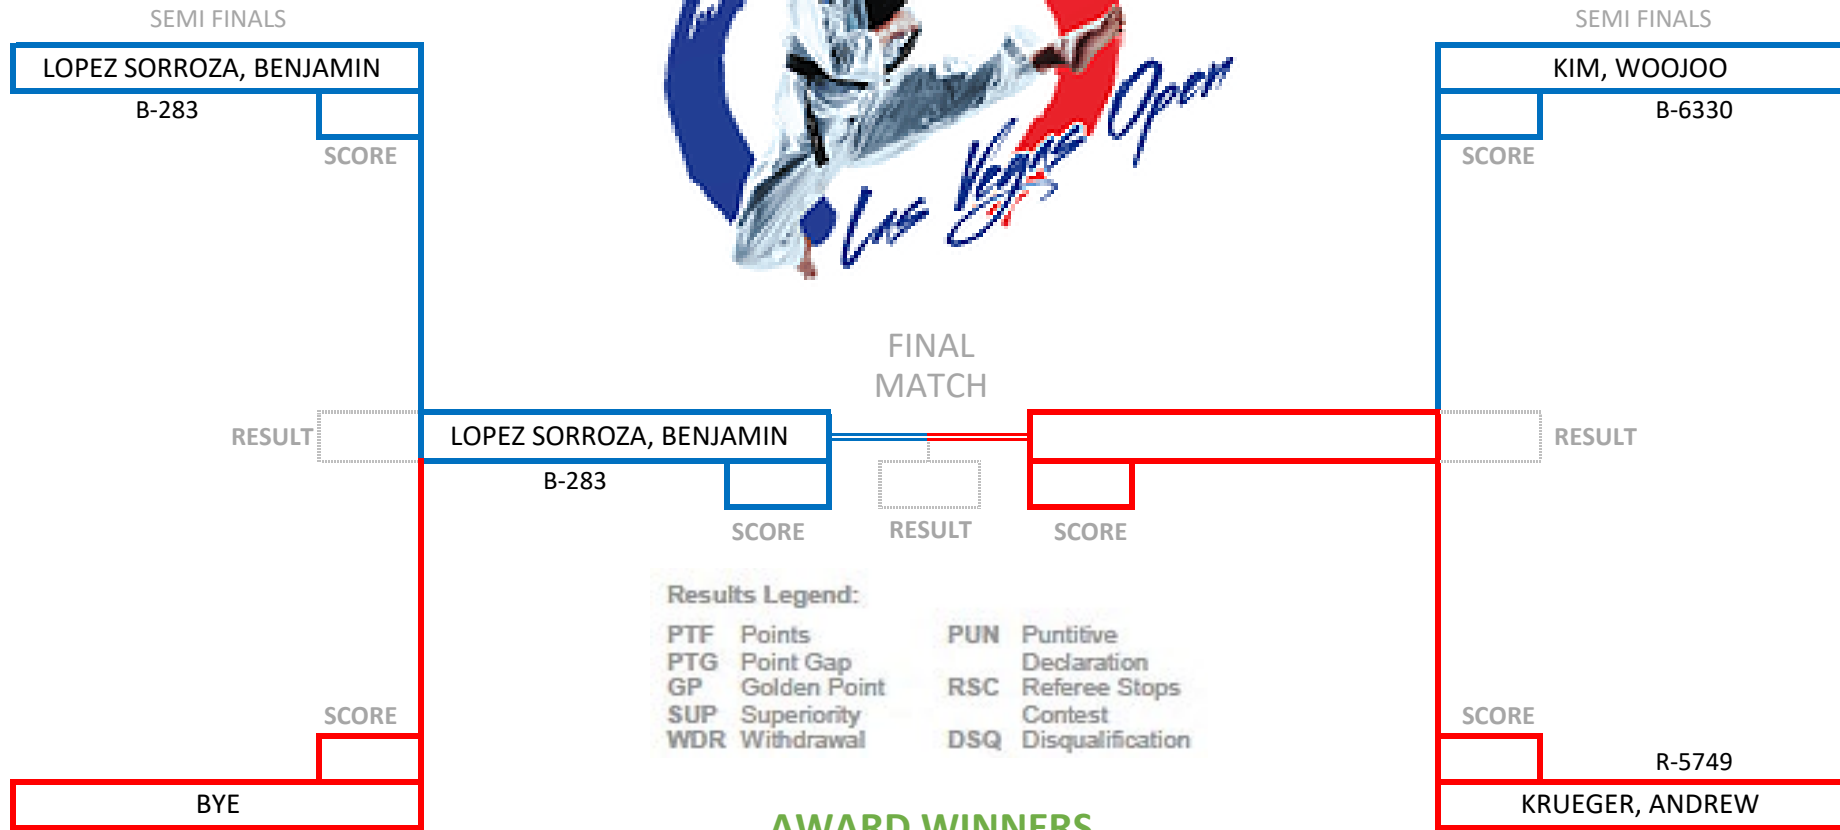 SEMI FINALS
SEMI FINALS
LOPEZ SORROZA, BENJAMIN
B-283
SCORE
KIM, WOOJOO
B-6330
SCORE
Las Vegas Open
FINAL
MATCH
RESULT
LOPEZ SORROZA, BENJAMIN
B-283
SCORE
RESULT
SCORE
RESULT
Results Legend:
PTF Points
PTG Point Gap
GP Golden Point
SUP Superiority
WDR Withdrawal
PUN Puntitive
Declaration
RSC Referee Stops
Contest
DSQ Disqualification
SCORE
BYE
SCORE
R-5749
KRUEGER, ANDREW
AWARD WINNERS